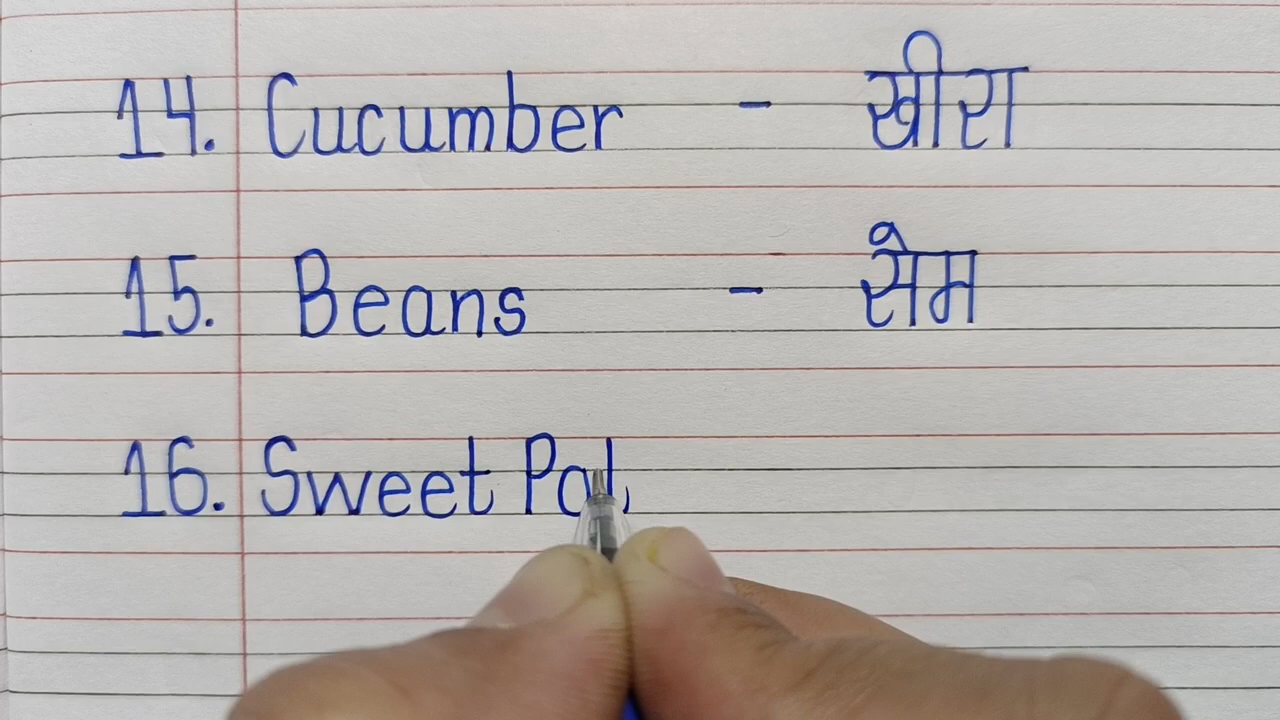 14. Cucumber - खीरा
15. Beans - सेम
16. Sweet